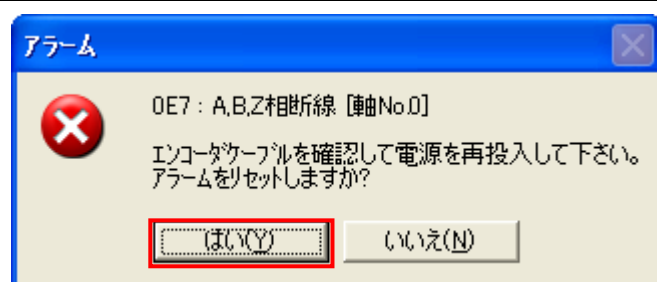 アラーム
0E7 : A,B,Z相断線 [軸No.0]
エンコーダケーブルを確認して電源を再投入して下さい。
アラームをリセットしますか?
はい(Y)
いいえ(N)